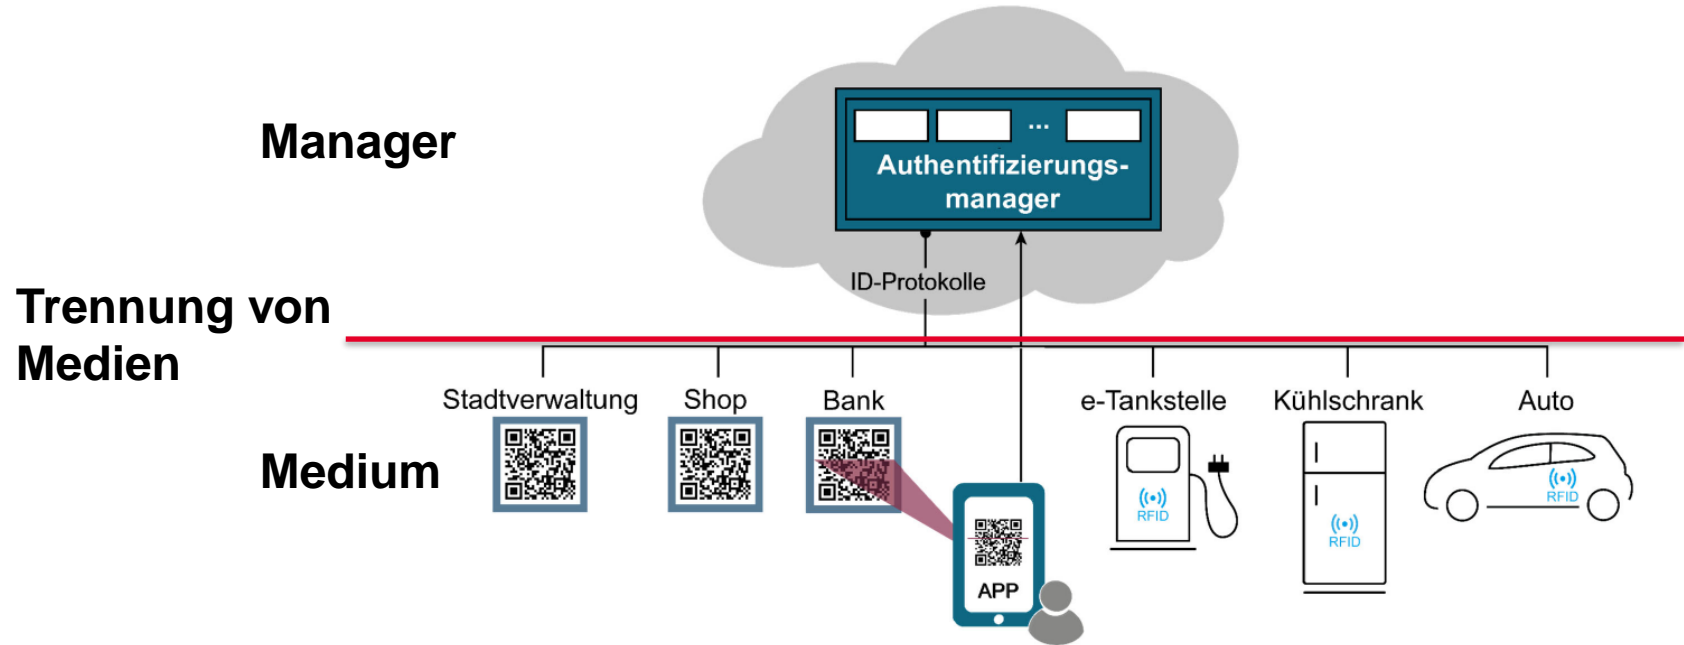 Manager
...
Authentifizierungs-
manager
ID-Protokolle
Trennung von
Medien
Stadtverwaltung
Shop
Bank
e-Tankstelle
Kühlschrank
Auto
Medium
RFID
RFID
RFID
APP